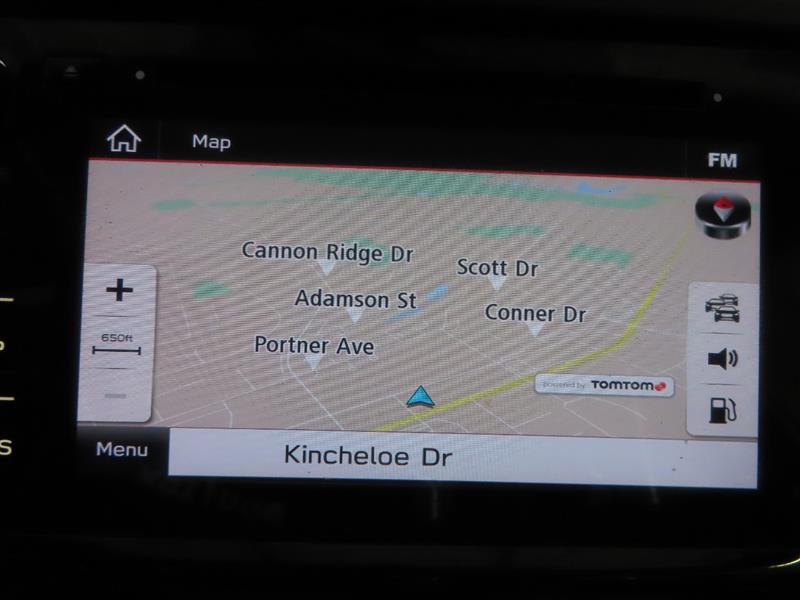 Map
FM
Cannon Ridge Dr
Scott Dr
Adamson St
Conner Dr
650ft
Portner Ave
powered by TOMTOM
Menu
Kincheloe Dr
S